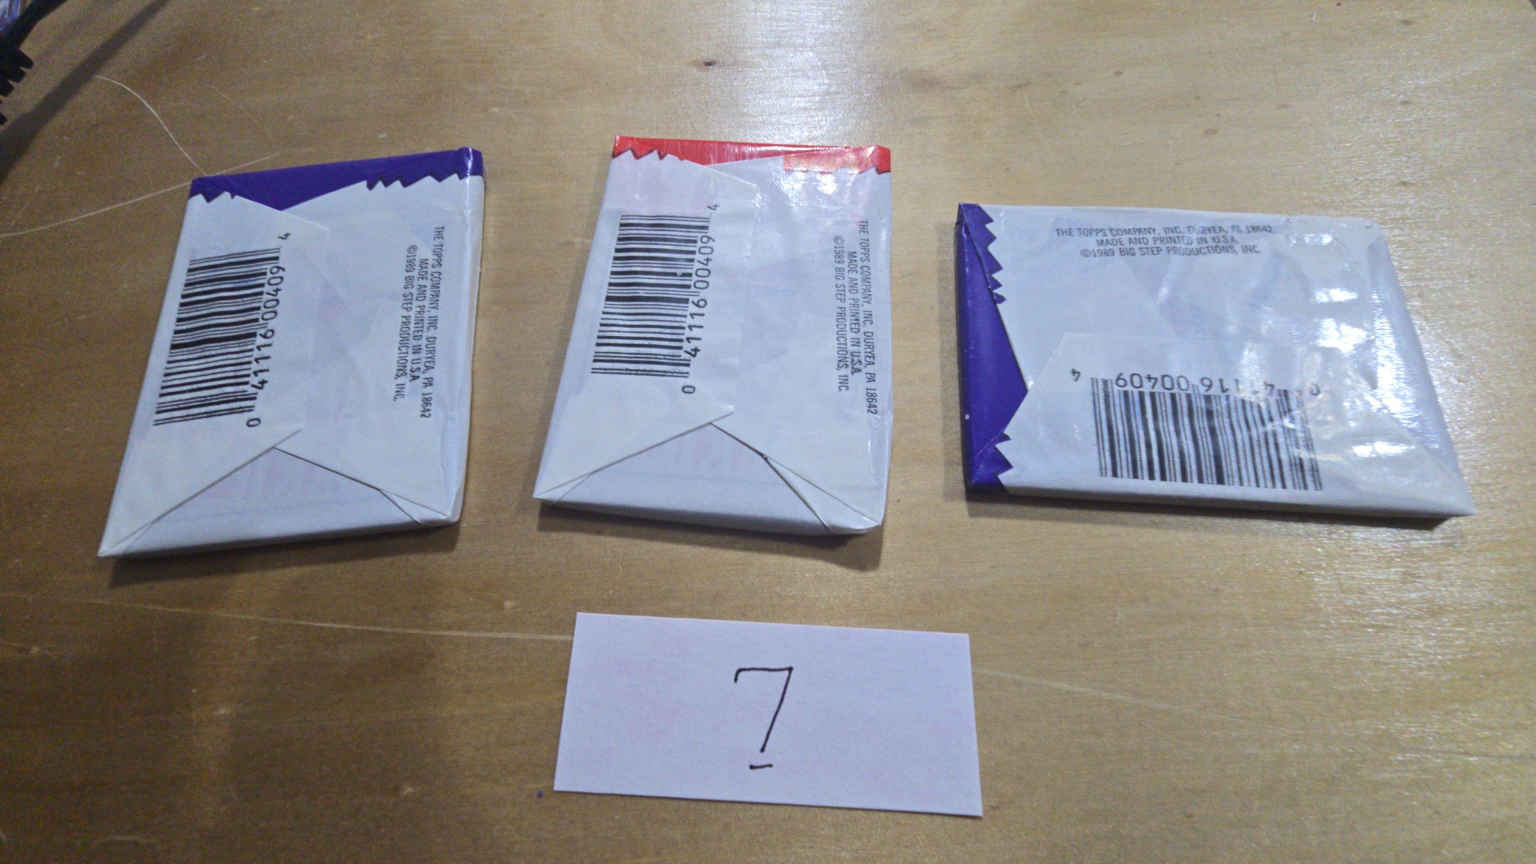 THE TOPPS COMPANY, INC. DURYEA, PA 18642
MADE AND PRINTED IN U.S.A.
©1989 BIG STEP PRODUCTIONS, INC.
0 41116 00409 4
THE TOPPS COMPANY, INC. DURYEA, PA 18642
MADE AND PRINTED IN U.S.A.
©1989 BIG STEP PRODUCTIONS, INC.
0 41116 00409 4
THE TOPPS COMPANY, INC. DURYEA, PA 18642
MADE AND PRINTED IN U.S.A.
©1989 BIG STEP PRODUCTIONS, INC.
0 41116 00409 4
7